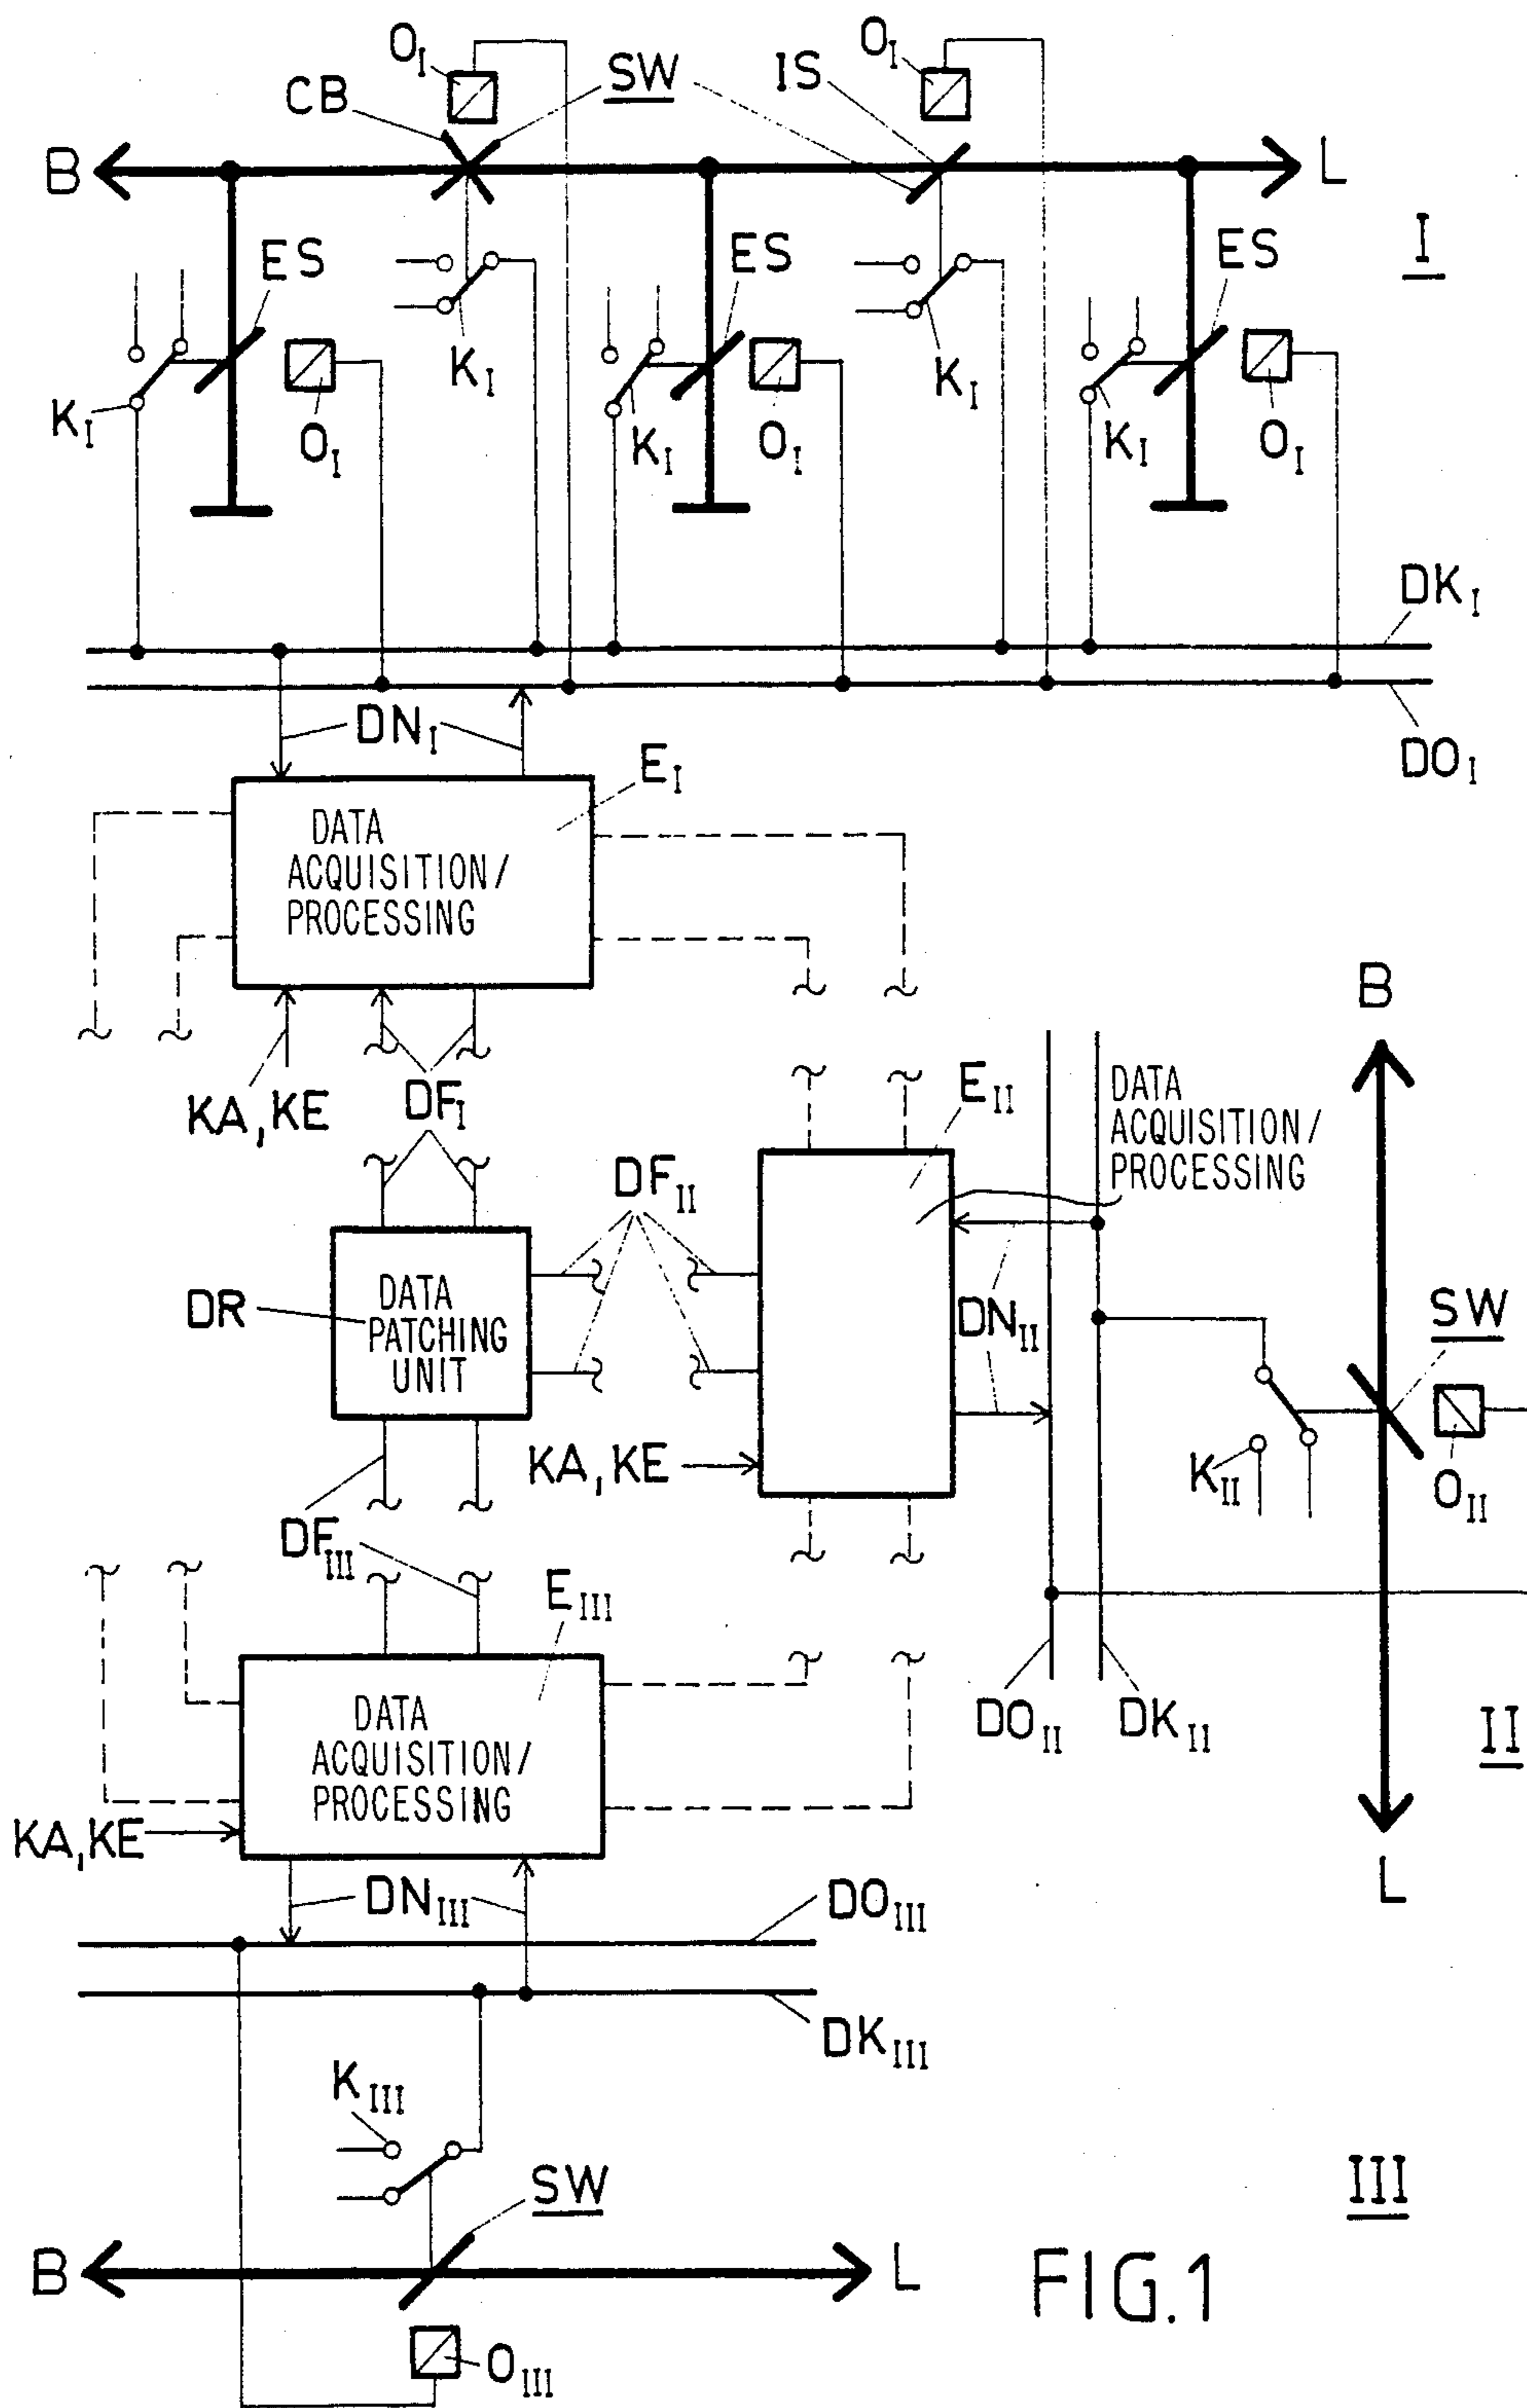 O_I
SW
IS
O_I
CB
B
L
I
ES
ES
ES
K_I
K_I
K_I
O_I
K_I
O_I
K_I
O_I
DK_I
DN_I
DO_I
E_I
DATA
ACQUISITION/
PROCESSING
B
KA, KE
DF_I
E_II
DATA
ACQUISITION/
PROCESSING
DF_II
DR
DATA
PATCHING
UNIT
DN_II
SW
KA, KE
K_II
O_II
DF_III
E_III
DATA
ACQUISITION/
PROCESSING
DO_II
DK_II
II
KA, KE
L
DN_III
DO_III
DK_III
K_III
SW
III
B
L
FIG.1
O_III